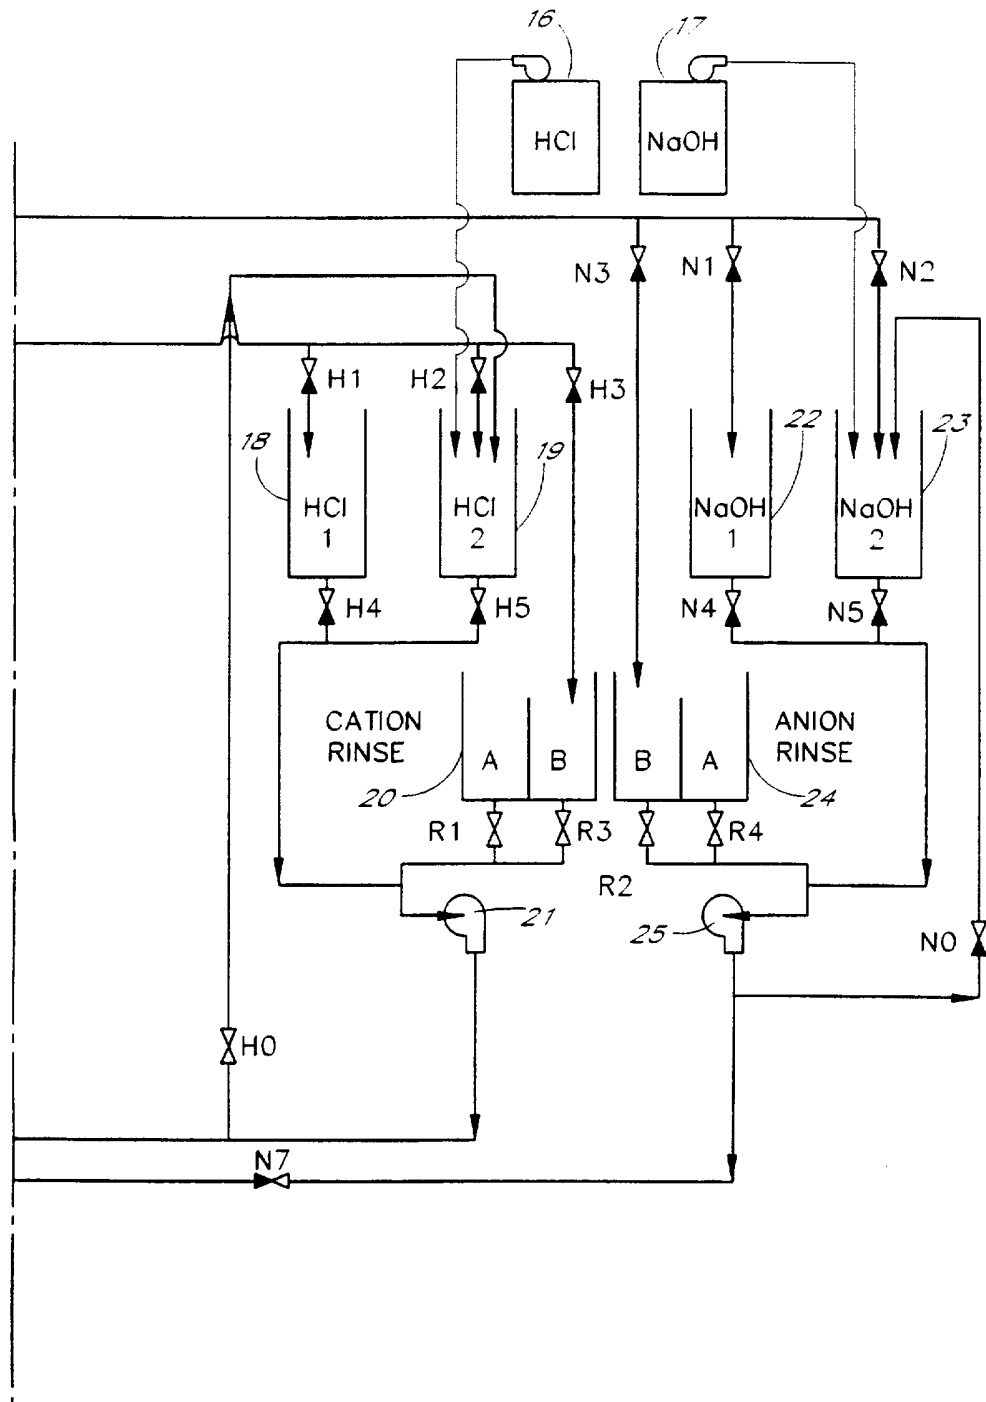 16
17
HCl
NaOH
N3
N1
N2
H1
H2
H3
18
19
22
23
HCl
1
HCl
2
NaOH
1
NaOH
2
H4
H5
N4
N5
CATION
RINSE
ANION
RINSE
A
B
B
A
20
24
R1
R3
R4
R2
21
25
N0
H0
N7